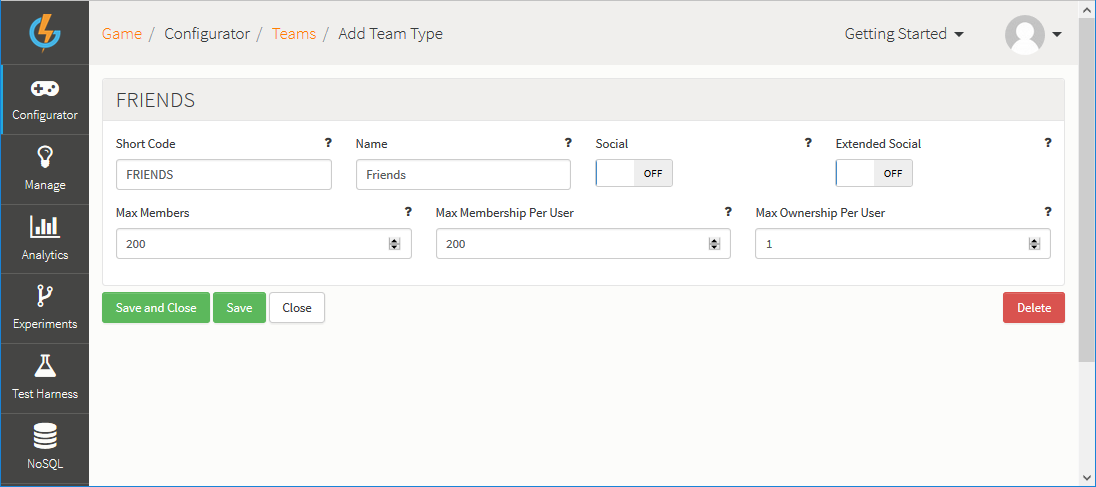 Game / Configurator / Teams / Add Team Type
Getting Started
Configurator
Manage
Analytics
Experiments
Test Harness
NoSQL
FRIENDS
Short Code ? Name ? Social ? Extended Social ?
FRIENDS Friends OFF OFF
Max Members ? Max Membership Per User ? Max Ownership Per User ?
200 200 1
Save and Close Save Close Delete